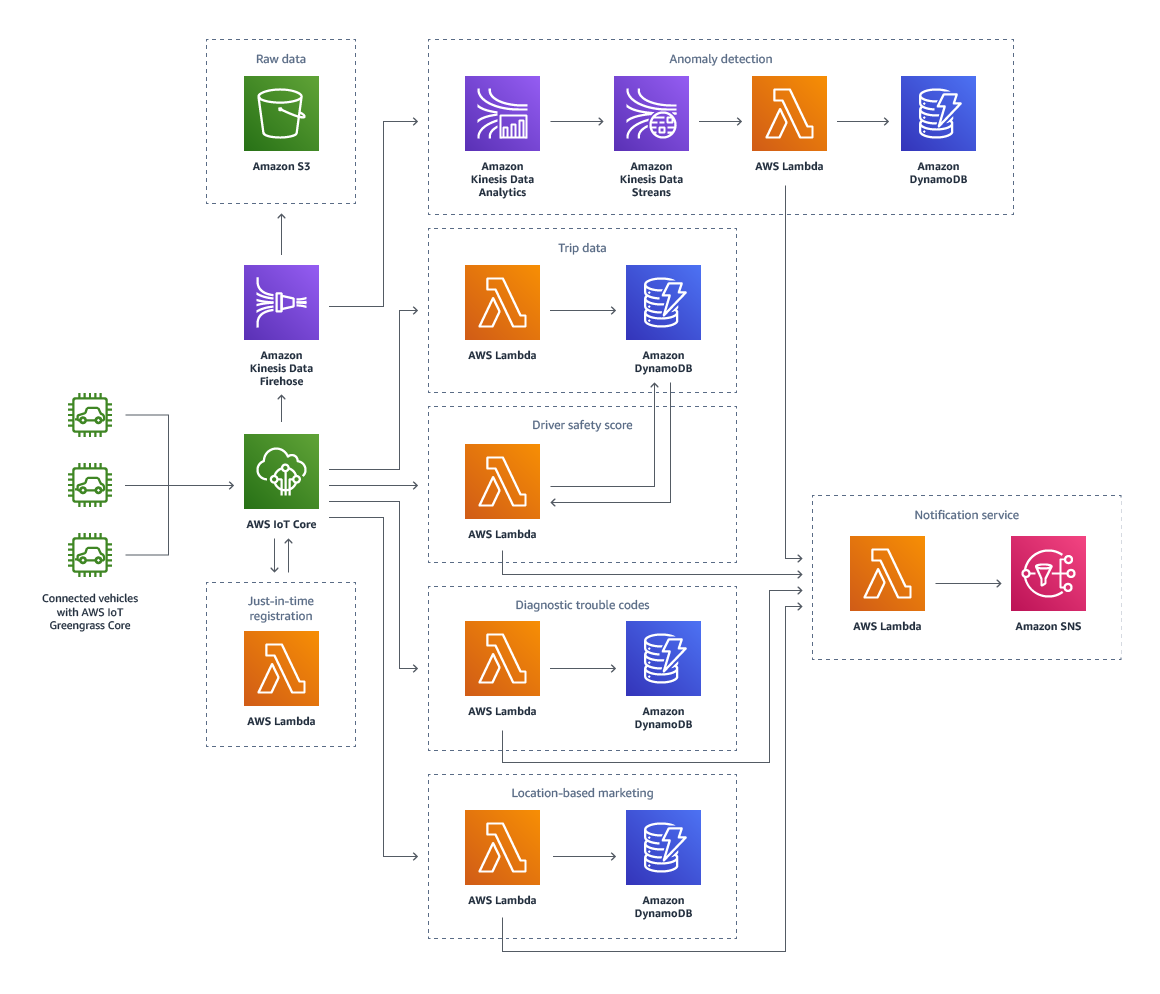 Raw data
Amazon S3
Anomaly detection
Amazon
Kinesis Data
Analytics
Amazon
Kinesis Data
Streans
AWS Lambda
Amazon
DynamoDB
Amazon
Kinesis Data
Firehose
Trip data
AWS Lambda
Amazon
DynamoDB
Connected vehicles
with AWS IoT
Greengrass Core
AWS IoT Core
Driver safety score
AWS Lambda
Just-in-time
registration
AWS Lambda
Diagnostic trouble codes
AWS Lambda
Amazon
DynamoDB
Location-based marketing
AWS Lambda
Amazon
DynamoDB
Notification service
AWS Lambda
Amazon SNS